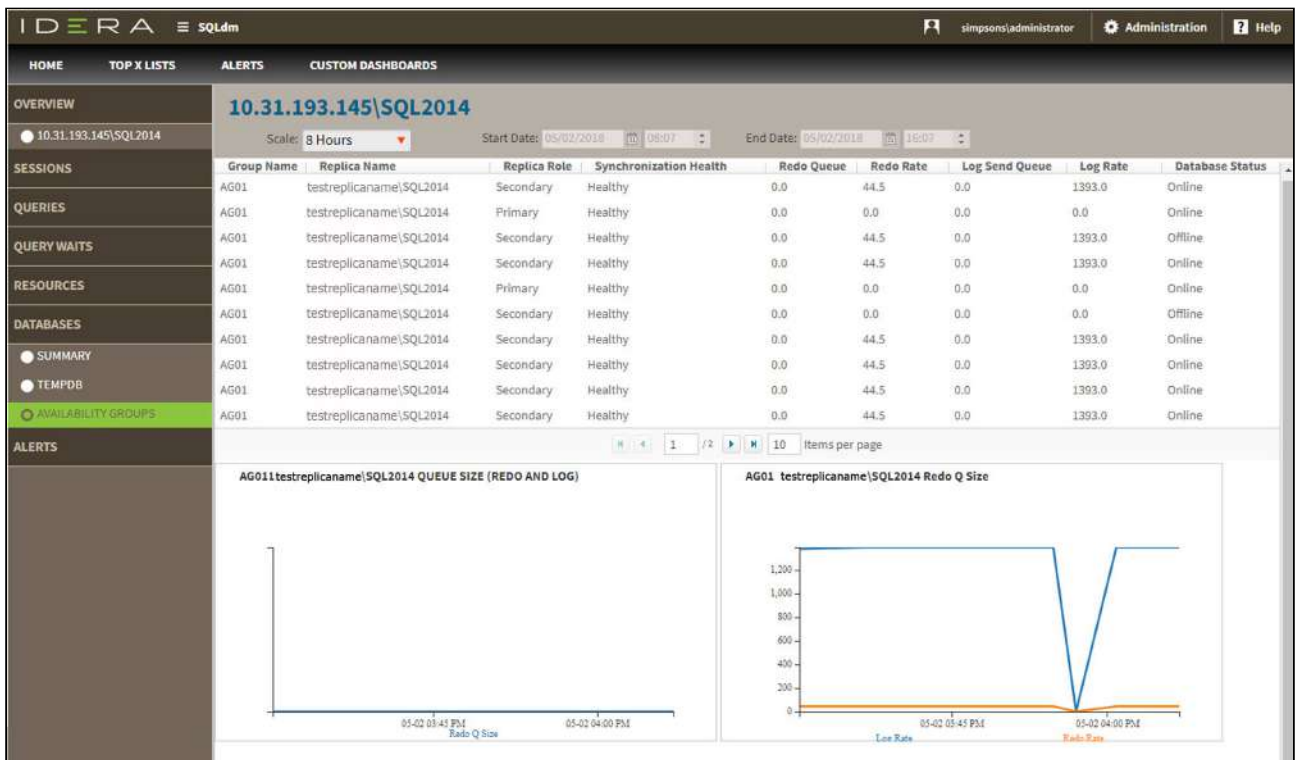 IDERA ≡ SQLdm simpsons\administrator Administration ? Help
HOME TOP X LISTS ALERTS CUSTOM DASHBOARDS
OVERVIEW
10.31.193.145\SQL2014
SESSIONS
QUERIES
QUERY WAITS
RESOURCES
DATABASES
SUMMARY
TEMPDB
AVAILABILITY GROUPS
ALERTS
10.31.193.145\SQL2014
Scale: 8 Hours Start Date: 05/02/2018 08:07 End Date: 05/02/2018 16:07
Group Name Replica Name Replica Role Synchronization Health Redo Queue Redo Rate Log Send Queue Log Rate Database Status
AG01 testreplicaname\SQL2014 Secondary Healthy 0.0 44.5 0.0 1393.0 Online
AG01 testreplicaname\SQL2014 Primary Healthy 0.0 0.0 0.0 0.0 Online
AG01 testreplicaname\SQL2014 Secondary Healthy 0.0 44.5 0.0 1393.0 Offline
AG01 testreplicaname\SQL2014 Secondary Healthy 0.0 44.5 0.0 1393.0 Online
AG01 testreplicaname\SQL2014 Primary Healthy 0.0 0.0 0.0 0.0 Online
AG01 testreplicaname\SQL2014 Secondary Healthy 0.0 0.0 0.0 0.0 Offline
AG01 testreplicaname\SQL2014 Secondary Healthy 0.0 44.5 0.0 1393.0 Online
AG01 testreplicaname\SQL2014 Secondary Healthy 0.0 44.5 0.0 1393.0 Online
AG01 testreplicaname\SQL2014 Secondary Healthy 0.0 44.5 0.0 1393.0 Online
AG01 testreplicaname\SQL2014 Secondary Healthy 0.0 44.5 0.0 1393.0 Online
1 /2 10 Items per page
AG011testreplicaname\SQL2014 QUEUE SIZE (REDO AND LOG)
05-02 03:45 PM 05-02 04:00 PM
Redo Q Size
AG01 testreplicaname\SQL2014 Redo Q Size
1,200
1,000
800
600
400
200
0
05-02 03:45 PM 05-02 04:00 PM
Log Rate Redo Rate